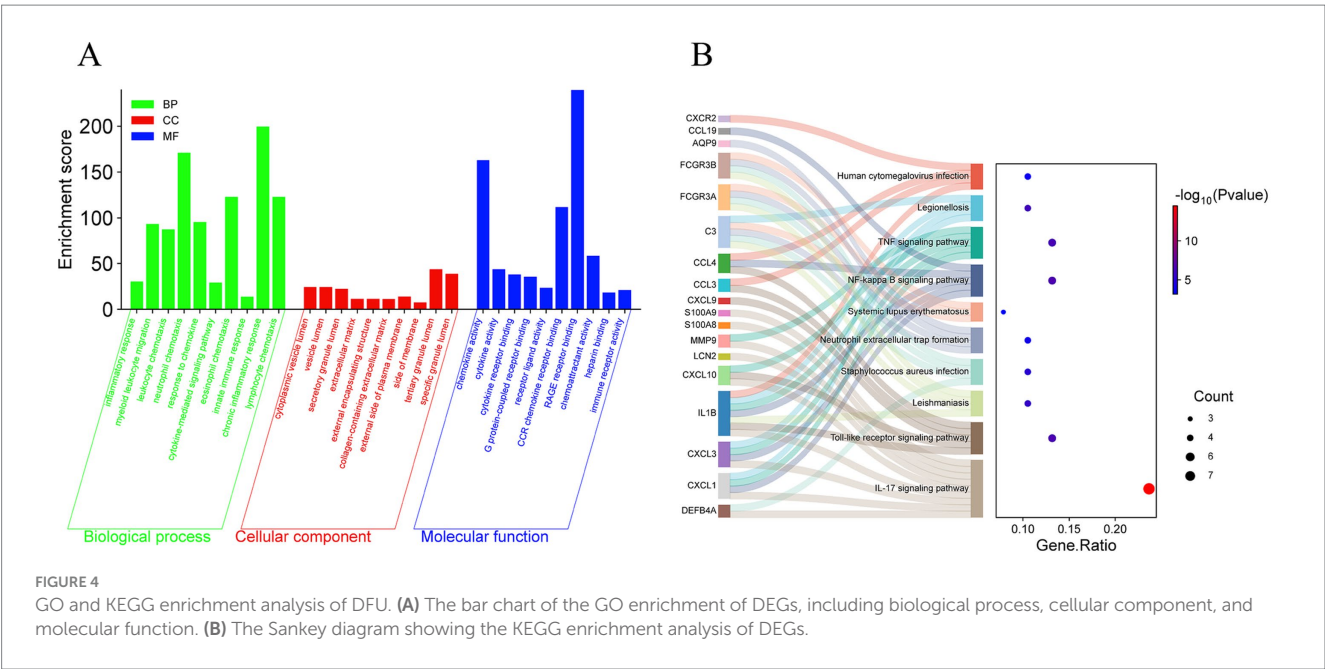 A
B
Enrichment score
200
150
100
50
0
BP
CC
MF
inflammatory response
myeloid leukocyte migration
leukocyte chemotaxis
neutrophil chemotaxis
response to chemokine
cytokine-mediated signaling pathway
eosinophil chemotaxis
innate immune response
chronic inflammatory response
lymphocyte chemotaxis
cytoplasmic vesicle lumen
vesicle lumen
secretory granule lumen
extracellular matrix
external encapsulating structure
collagen-containing extracellular matrix
external side of plasma membrane
side of membrane
tertiary granule lumen
specific granule lumen
chemokine activity
cytokine activity
cytokine receptor binding
G protein-coupled receptor binding
receptor ligand activity
CCR chemokine receptor binding
RAGE receptor binding
chemoattractant activity
heparin binding
immune receptor activity
Biological process
Cellular component
Molecular function
CXCR2
CCL19
AQP9
FCGR3B
FCGR3A
C3
CCL4
CCL3
CXCL9
S100A9
S100A8
MMP9
LCN2
CXCL10
IL1B
CXCL3
CXCL1
DEFB4A
Human cytomegalovirus infection
Legionellosis
TNF signaling pathway
NF-kappa B signaling pathway
Systemic lupus erythematosus
Neutrophil extracellular trap formation
Staphylococcus aureus infection
Leishmaniasis
Toll-like receptor signaling pathway
IL-17 signaling pathway
0.10
0.15
0.20
Gene.Ratio
-log10(Pvalue)
10
5
Count
3
4
6
7
FIGURE 4
GO and KEGG enrichment analysis of DFU. (A) The bar chart of the GO enrichment of DEGs, including biological process, cellular component, and
molecular function. (B) The Sankey diagram showing the KEGG enrichment analysis of DEGs.